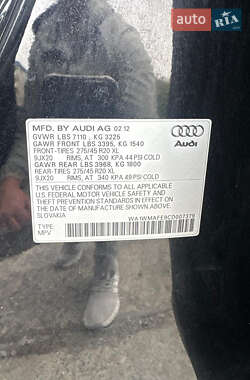 auto
RIA.com
MFD. BY AUDI AG 02.12
GVWR LBS 7110 , KG 3225
GAWR FRONT LBS 3395, KG 1540
FRONT-TIRES 275/45 R20 XL
9JX20 RIMS, AT 300 KPA 44 PSI COLD
GAWR REAR LBS 3968, KG 1800
REAR-TIRES 275/45 R20 XL
9JX20 RIMS, AT 340 KPA 49 PSI COLD
Audi
THIS VEHICLE CONFORMS TO ALL APPLICABLE
U.S. FEDERAL MOTOR VEHICLE SAFETY AND
THEFT PREVENTION STANDARDS IN EFFECT ON
THE DATE OF MANUFACTURE SHOWN ABOVE.
SLOVAKIA
TYPE:
MPV